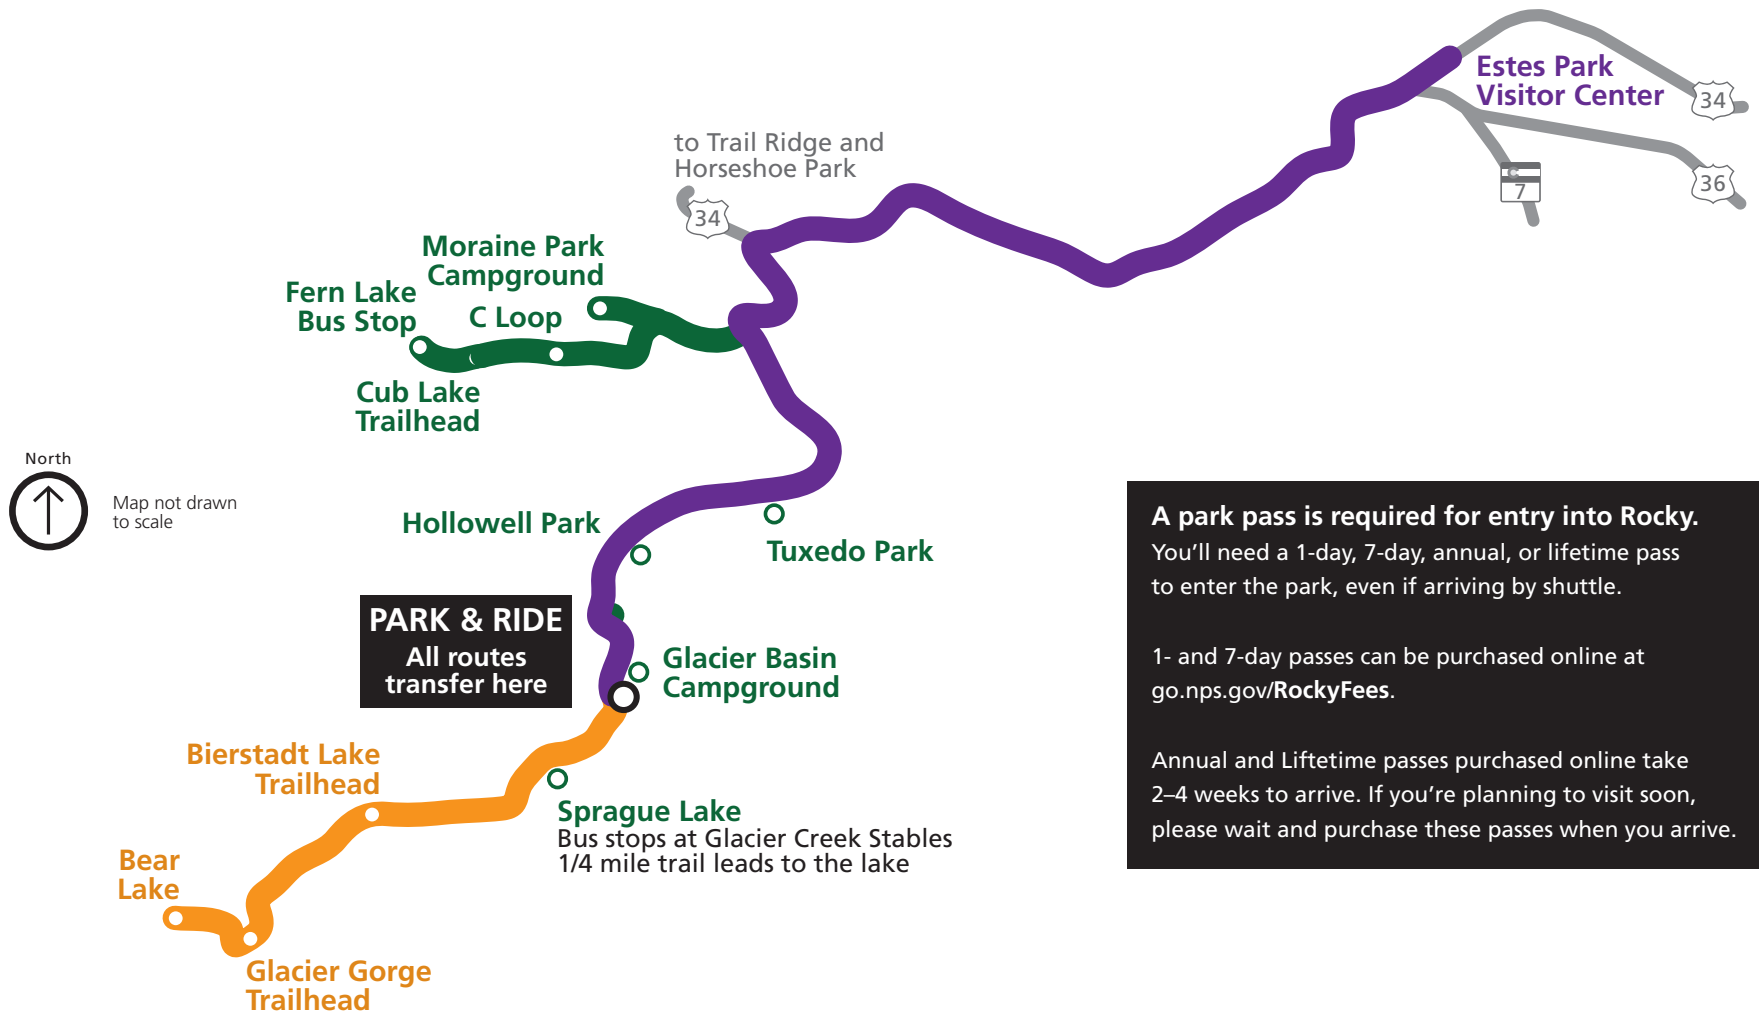 Estes Park
Visitor Center
34
36
7
to Trail Ridge and
Horseshoe Park
34
Moraine Park
Campground
Fern Lake
Bus Stop
C Loop
Cub Lake
Trailhead
North
Map not drawn
to scale
Hollowell Park
Tuxedo Park
PARK & RIDE
All routes
transfer here
Glacier Basin
Campground
Bierstadt Lake
Trailhead
Sprague Lake
Bus stops at Glacier Creek Stables
1/4 mile trail leads to the lake
Bear
Lake
Glacier Gorge
Trailhead
A park pass is required for entry into Rocky.
You’ll need a 1-day, 7-day, annual, or lifetime pass
to enter the park, even if arriving by shuttle.
1- and 7-day passes can be purchased online at
go.nps.gov/RockyFees.
Annual and Liftetime passes purchased online take
2–4 weeks to arrive. If you’re planning to visit soon,
please wait and purchase these passes when you arrive.